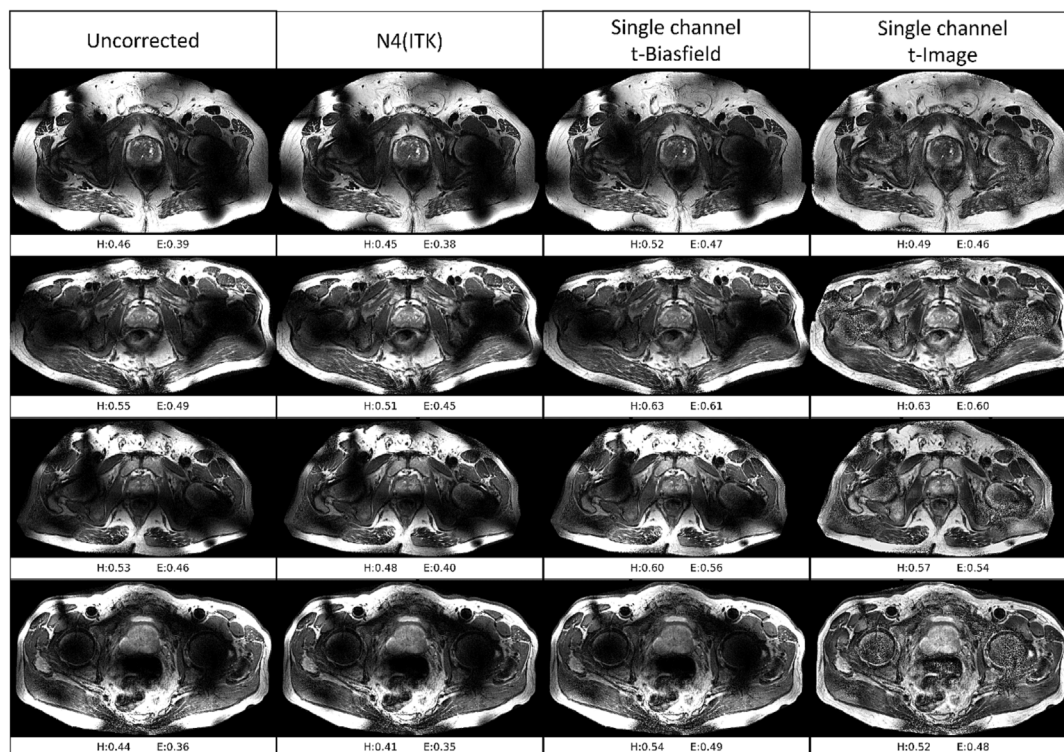 Uncorrected
N4(ITK)
Single channel
t-Biasfield
Single channel
t-Image
H:0.46 E:0.39
H:0.45 E:0.38
H:0.52 E:0.47
H:0.49 E:0.46
H:0.55 E:0.49
H:0.51 E:0.45
H:0.63 E:0.61
H:0.63 E:0.60
H:0.53 E:0.46
H:0.48 E:0.40
H:0.60 E:0.56
H:0.57 E:0.54
H:0.44 E:0.36
H:0.41 E:0.35
H:0.54 E:0.49
H:0.52 E:0.48